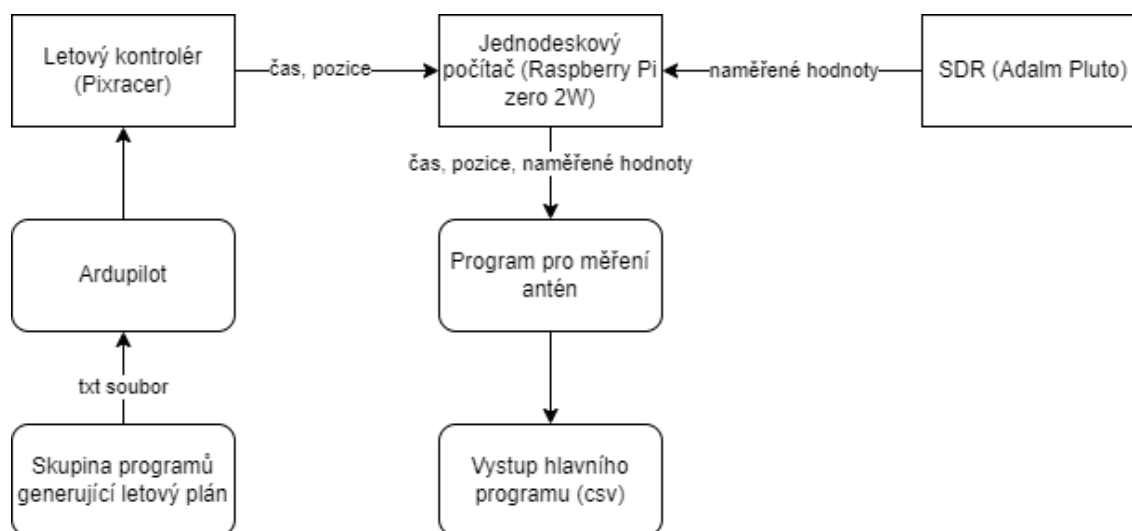 Letový kontrolér
(Pixracer)
čas, pozice
Jednodeskový
počítač (Raspberry Pi
zero 2W)
naměřené hodnoty
SDR (Adalm Pluto)
čas, pozice, naměřené hodnoty
Ardupilot
Program pro měření
antén
txt soubor
Skupina programů
generující letový plán
Vystup hlavního
programu (csv)